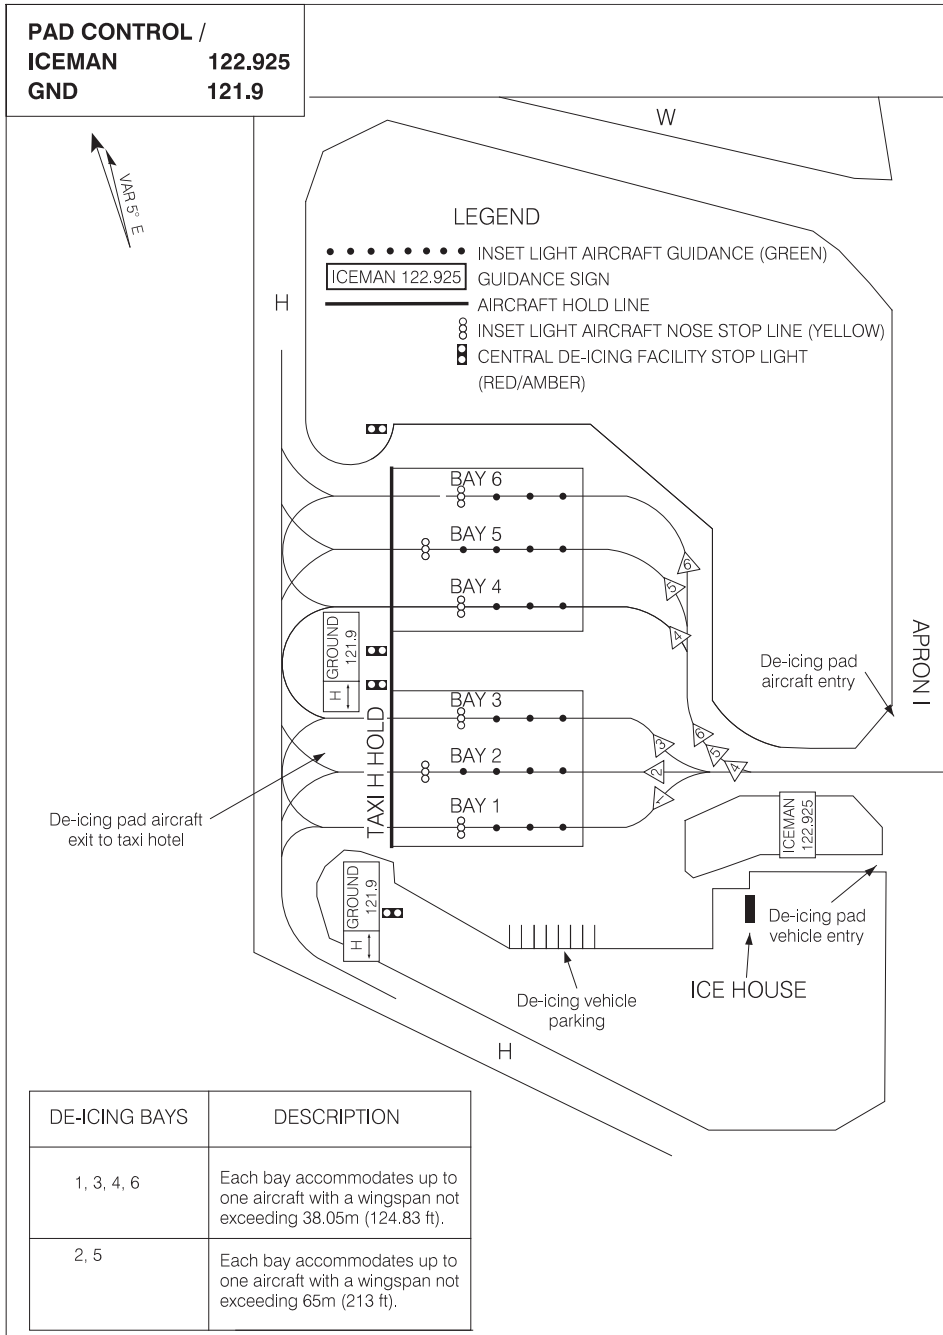 PAD CONTROL /
ICEMAN 122.925
GND 121.9
VAR 5° E
W
LEGEND
INSET LIGHT AIRCRAFT GUIDANCE (GREEN)
ICEMAN 122.925 GUIDANCE SIGN
AIRCRAFT HOLD LINE
INSET LIGHT AIRCRAFT NOSE STOP LINE (YELLOW)
CENTRAL DE-ICING FACILITY STOP LIGHT
(RED/AMBER)
H
BAY 6
BAY 5
BAY 4
6
5
4
GROUND
121.9
H
APRON I
De-icing pad
aircraft entry
BAY 3
BAY 2
BAY 1
3
2
1
6
5
4
TAXI H HOLD
De-icing pad aircraft
exit to taxi hotel
ICEMAN
122.925
GROUND
121.9
H
De-icing pad
vehicle entry
ICE HOUSE
De-icing vehicle
parking
H
DE-ICING BAYS DESCRIPTION
1, 3, 4, 6 Each bay accommodates up to
one aircraft with a wingspan not
exceeding 38.05m (124.83 ft).
2, 5 Each bay accommodates up to
one aircraft with a wingspan not
exceeding 65m (213 ft).